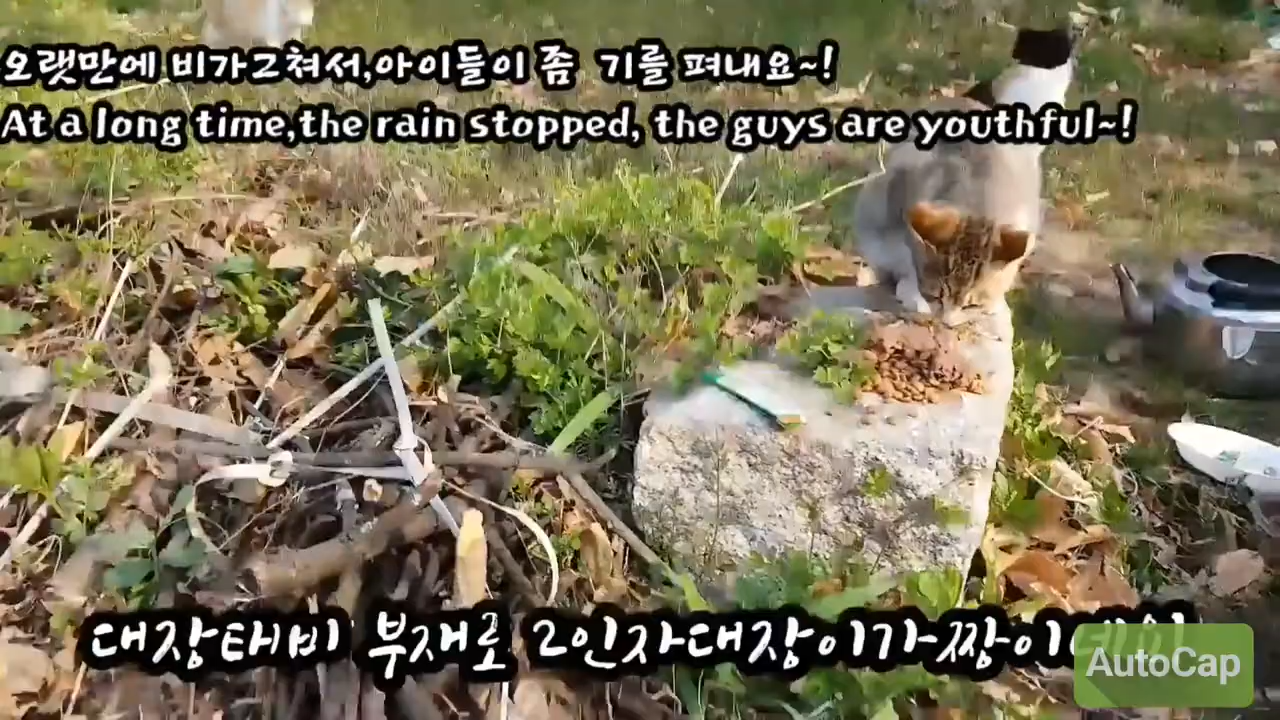 오랫만에 비가그쳐서,아이들이 좀 기를 펴내요~!
At a long time,the rain stopped, the guys are youthful~!
대장태비 부재로 2인자대장이가짱이
AutoCap